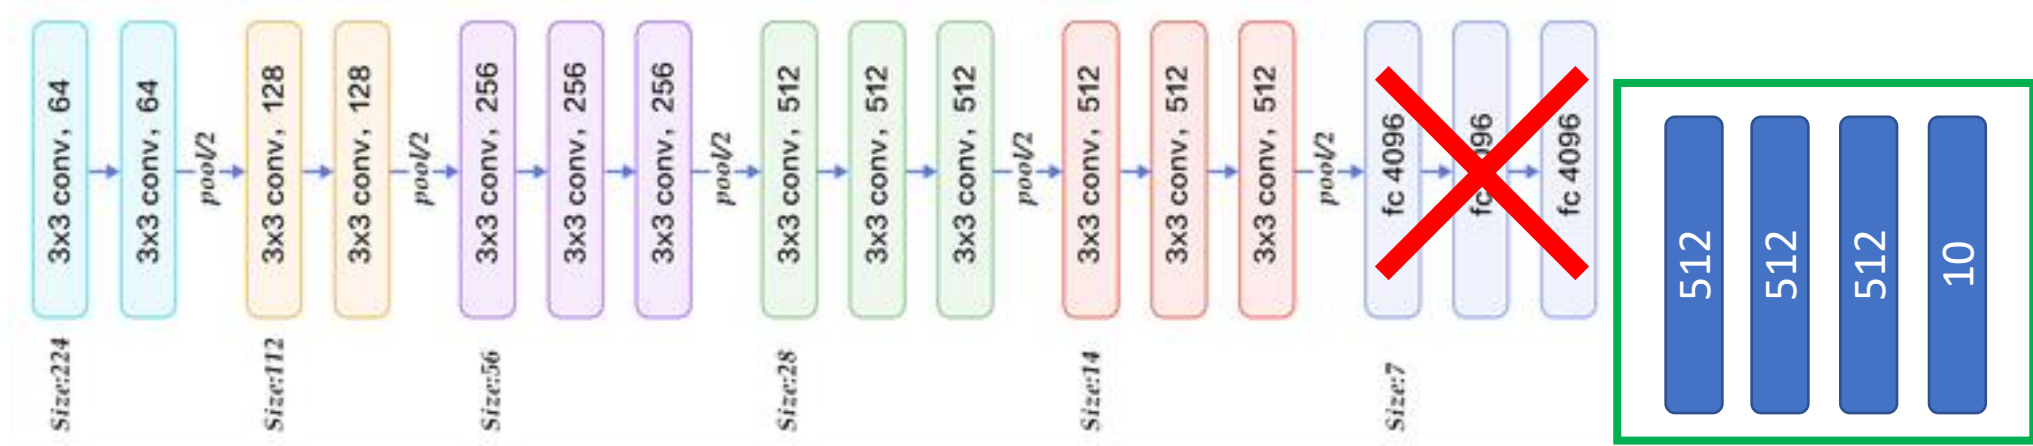 3x3 conv, 64
3x3 conv, 64
pool/2
3x3 conv, 128
3x3 conv, 128
pool/2
3x3 conv, 256
3x3 conv, 256
3x3 conv, 256
pool/2
3x3 conv, 512
3x3 conv, 512
3x3 conv, 512
pool/2
3x3 conv, 512
3x3 conv, 512
3x3 conv, 512
pool/2
fc 4096
fc 096
fc 4096
512
512
512
10
Size:224
Size:112
Size:56
Size:28
Size:14
Size:7